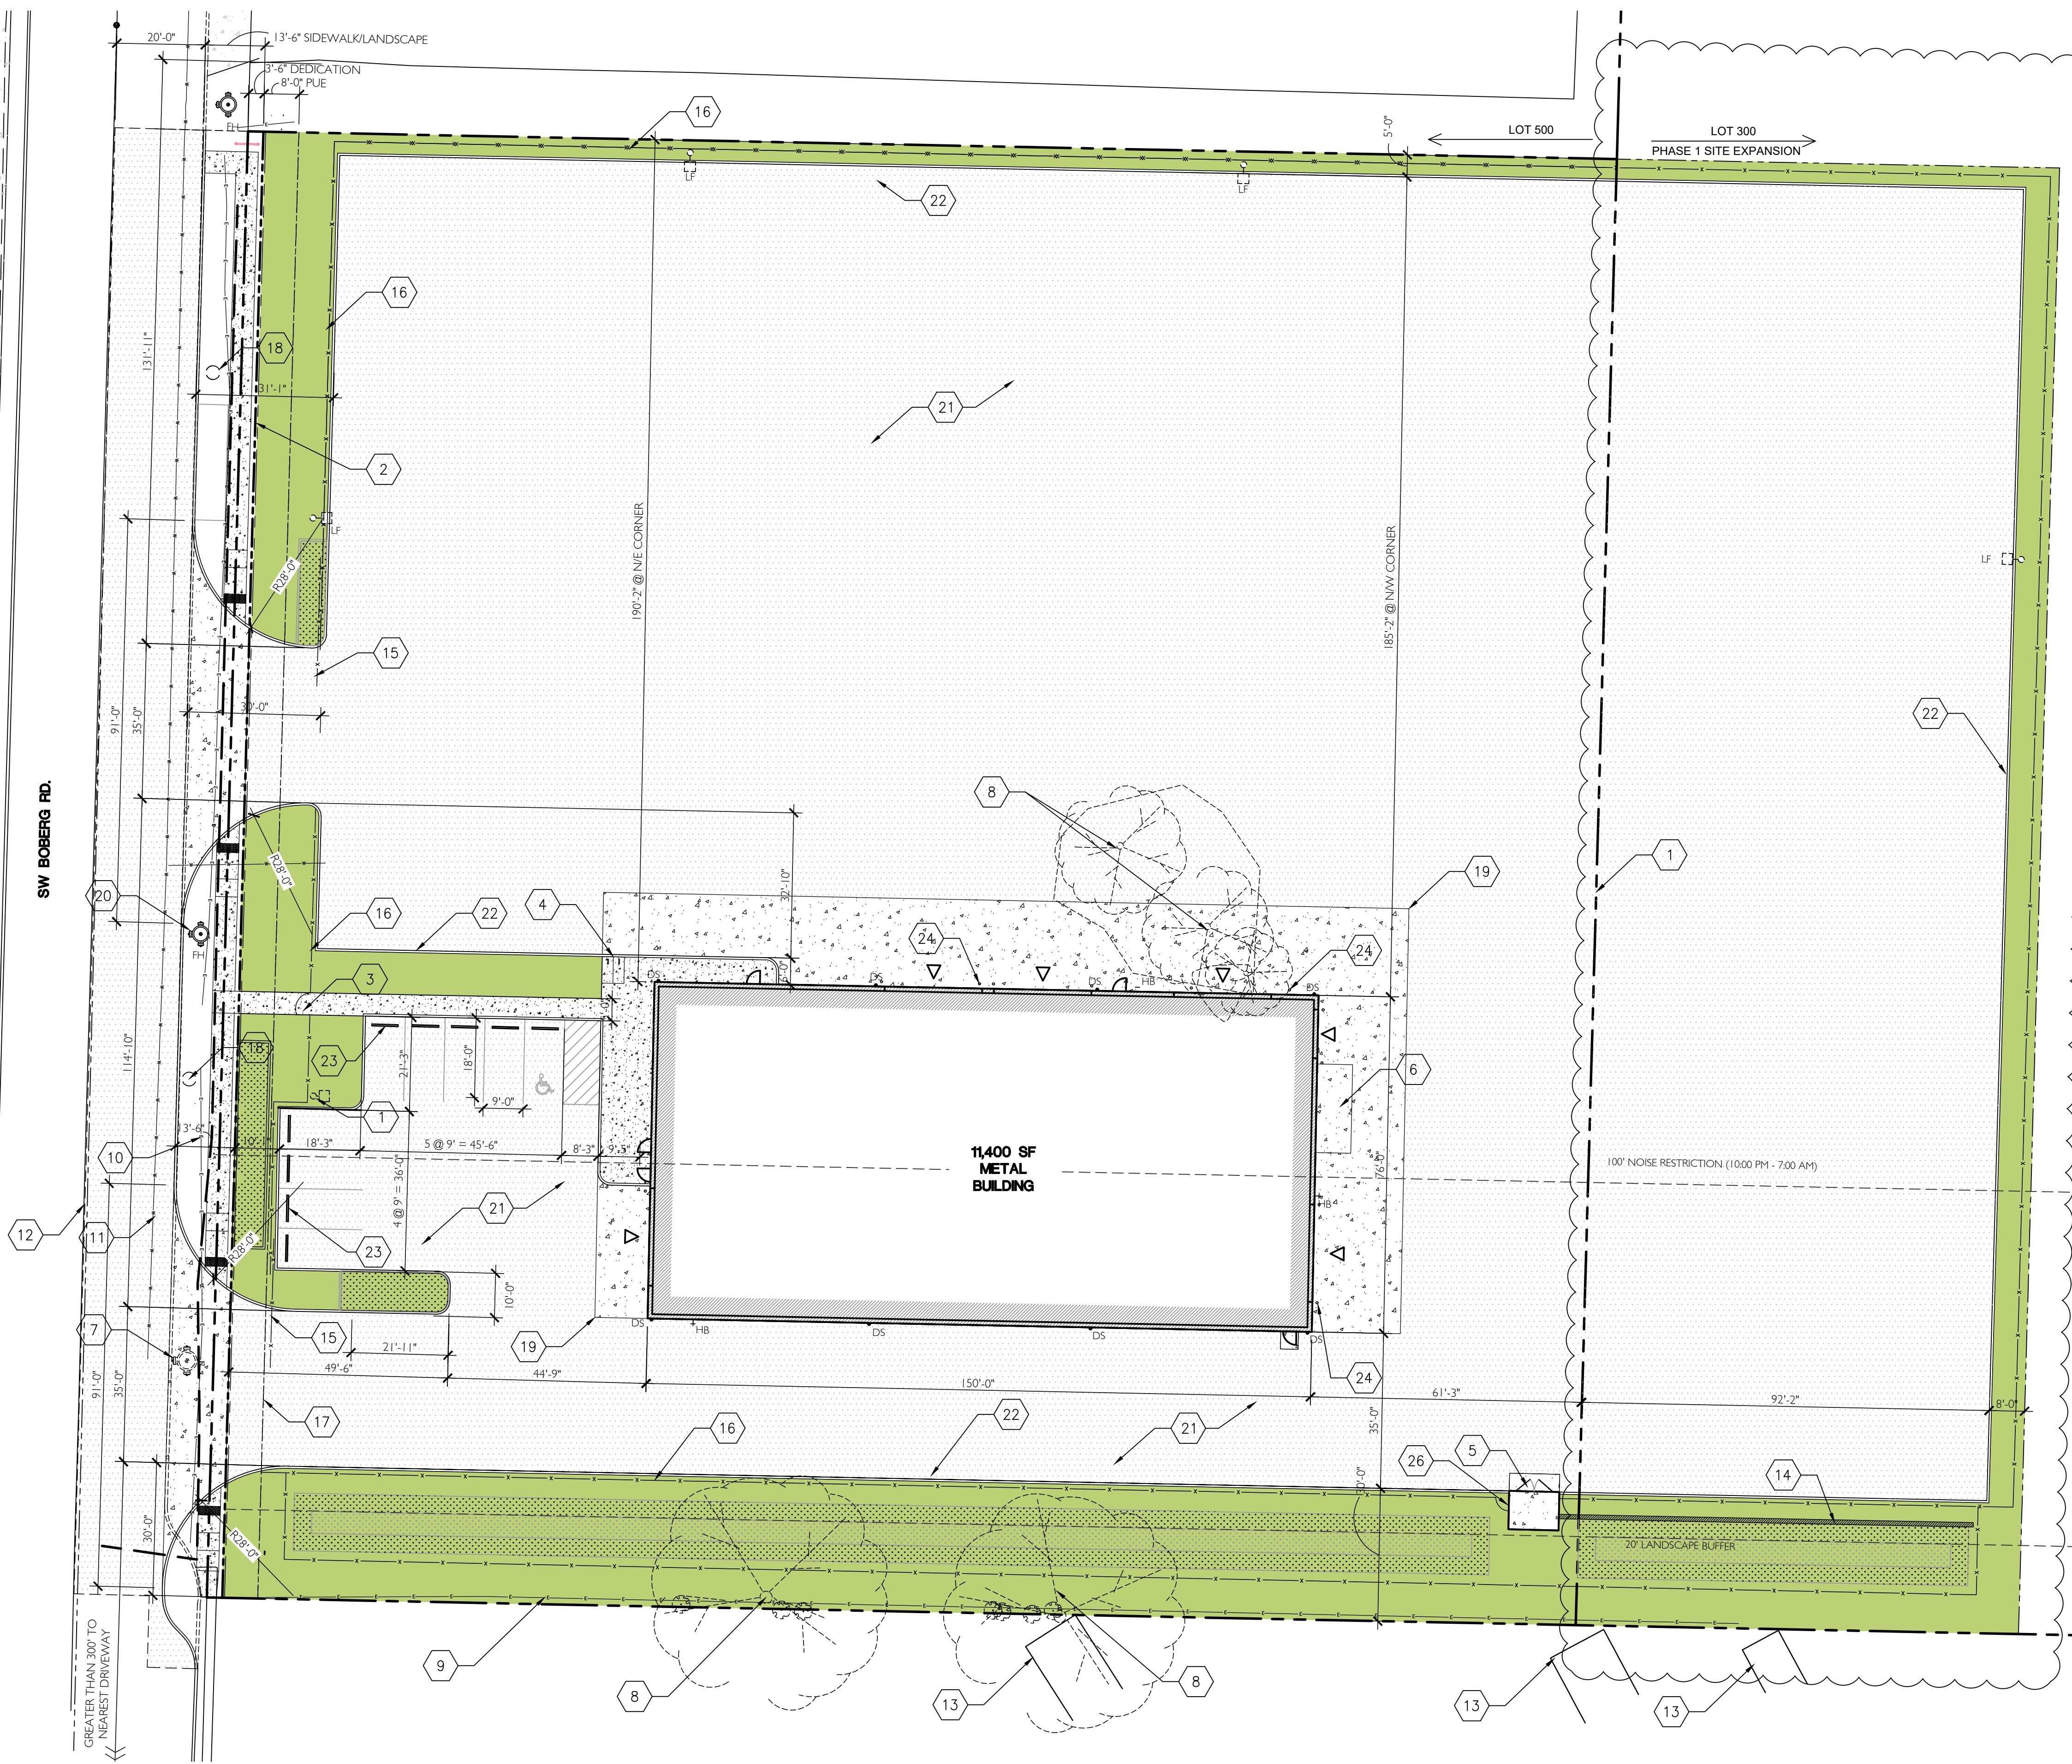 20'-0"
13'-6" SIDEWALK/LANDSCAPE
3'-6" DEDICATION
8'-0" PUE
FH
16
LF
LF
5'-0"
LOT 500
LOT 300
PHASE 1 SITE EXPANSION
22
16
18
31'-1"
131'-11"
21
2
LF
R28'-0"
190'-2" @ N/E CORNER
185'-2" @ N/W CORNER
LF
15
91'-0"
35'-0"
30'-0"
22
SW BOBERG RD.
8
1
R28'-0"
32'-10"
19
20
FH
16
22
4
24
24
3
DS
DS
DS
HB
DS
6'-0"
18
23
21'-3"
18'-0"
9'-0"
6
114'-10"
1
13'-6"
10
18'-3"
5 @ 9' = 45'-6"
8'-3"
9'-5"
11,400 SF
METAL
BUILDING
76'-0"
100' NOISE RESTRICTION (10:00 PM - 7:00 AM)
4 @ 9' = 36'-0"
21
HB
12
11
R28'-0"
23
10'-0"
7
15
19
DS
HB
DS
DS
DS
21'-11"
49'-6"
44'-9"
150'-0"
24
61'-3"
92'-2"
8'-0"
91'-0"
35'-0"
17
16
22
21
35'-0"
26
5
14
30'-0"
R28'-0"
20' LANDSCAPE BUFFER
GREATER THAN 300' TO
NEAREST DRIVEWAY
9
8
13
8
13
13